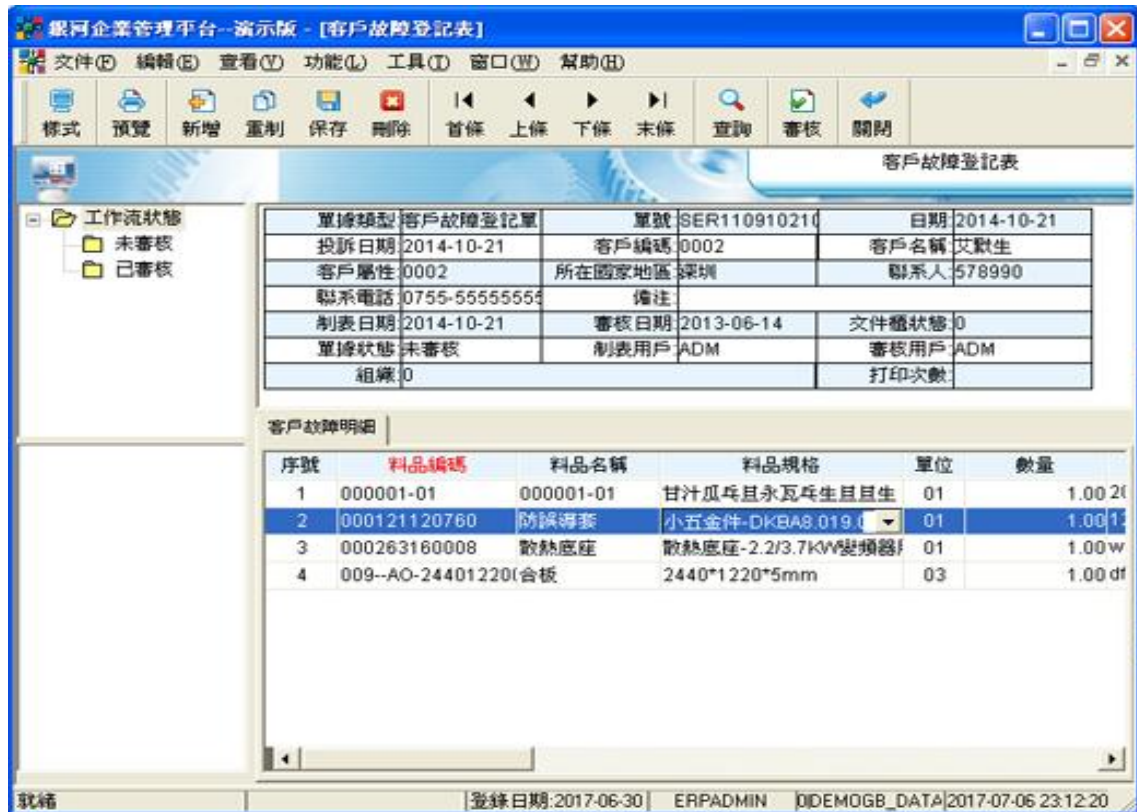 銀河企業管理平台--演示版 - [客戶故障登記表]
文件(F) 編輯(E) 查看(V) 功能(L) 工具(T) 窗口(W) 幫助(H)
樣式 預覽 新增 重制 保存 刪除 首條 上條 下條 末條 查詢 審核 關閉
客戶故障登記表
工作流狀態
未審核
已審核
單據類型:客戶故障登記單 單號:SER110910210 日期:2014-10-21
投訴日期:2014-10-21 客戶編碼:0002 客戶名稱:艾默生
客戶屬性:0002 所在國家地區:深圳 聯系人:578990
聯系電話:0755-55555555 備注:
制表日期:2014-10-21 審核日期:2013-06-14 文件櫃狀態:0
單據狀態:未審核 制表用戶:ADM 審核用戶:ADM
組織:0 打印次數:
客戶故障明細
序號 料品編碼 料品名稱 料品規格 單位 數量
1 000001-01 000001-01 甘汁瓜乓且永瓦乓生且且生 01 1.00 20
2 000121120760 防誤導套 小五金件-DKBA8.019.0 01 1.00 12
3 000263160008 散熱底座 散熱底座-2.2/3.7KW變頻器 01 1.00 w
4 009--AO-24401220( 合板 2440*1220*5mm 03 1.00 df
就緒 登錄日期:2017-06-30 ERPADMIN DEMOGB_DATA 2017-07-06 23:12:20